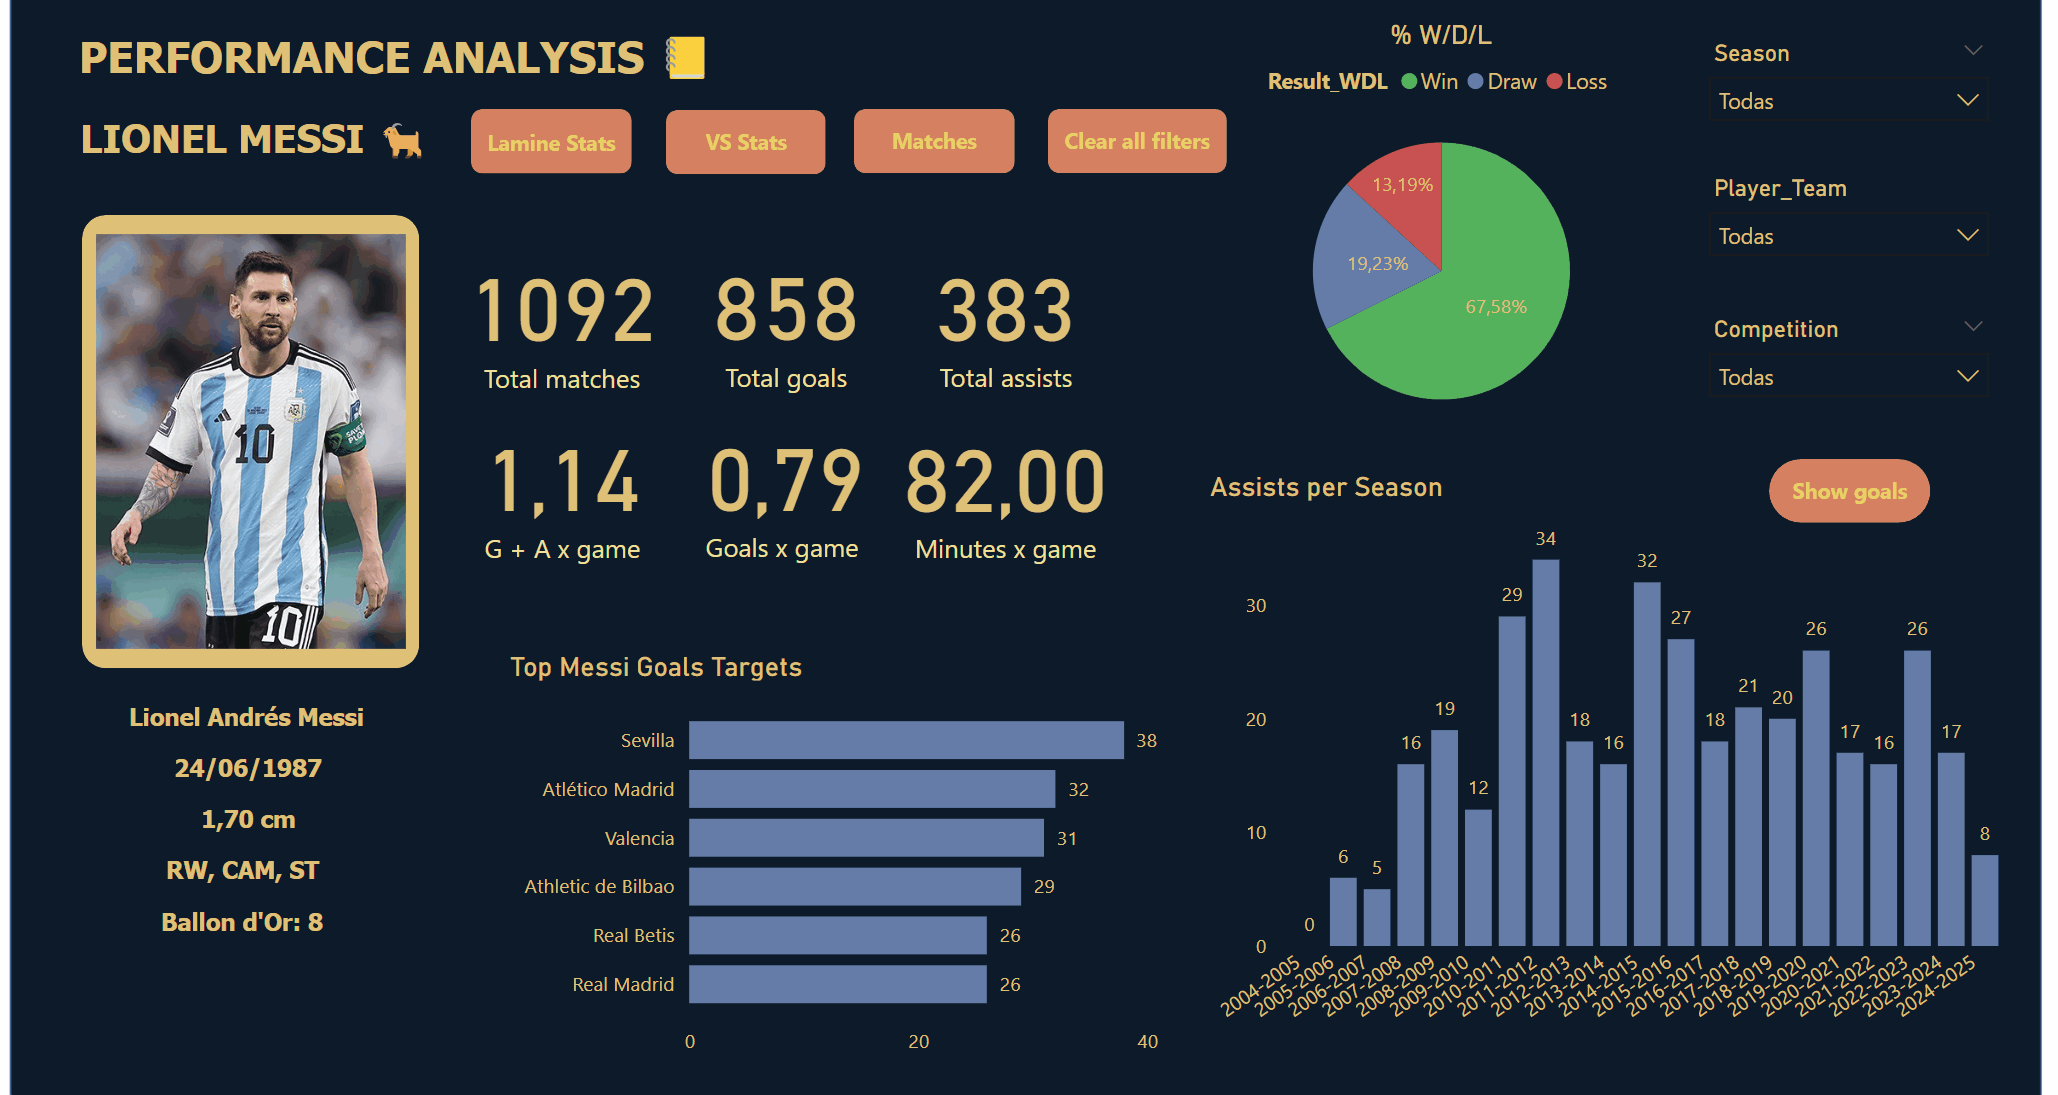 PERFORMANCE ANALYSIS
LIONEL MESSI
Lamine Stats
VS Stats
Matches
Clear all filters
% W/D/L
Result_WDL Win Draw Loss
13,19%
19,23%
67,58%
Season
Todas
Player_Team
Todas
Competition
Todas
10
10
Lionel Andrés Messi
24/06/1987
1,70 cm
RW, CAM, ST
Ballon d'Or: 8
1092
Total matches
858
Total goals
383
Total assists
1,14
G + A x game
0,79
Goals x game
82,00
Minutes x game
Top Messi Goals Targets
Sevilla 38
Atlético Madrid 32
Valencia 31
Athletic de Bilbao 29
Real Betis 26
Real Madrid 26
0 20 40
Assists per Season
Show goals
30
20
10
0
0 6 5 16 19 12 29 34 18 16 32 27 18 21 20 26 17 16 26 17 8
2004-2005
2005-2006
2006-2007
2007-2008
2008-2009
2009-2010
2010-2011
2011-2012
2012-2013
2013-2014
2014-2015
2015-2016
2016-2017
2017-2018
2018-2019
2019-2020
2020-2021
2021-2022
2022-2023
2023-2024
2024-2025